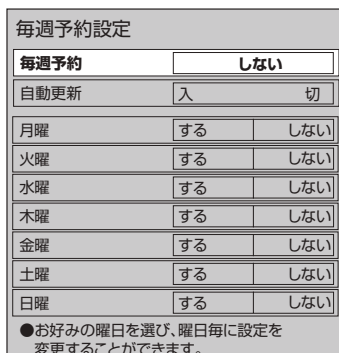 毎週予約設定
毎週予約 しない
自動更新 入 切
月曜 する しない
火曜 する しない
水曜 する しない
木曜 する しない
金曜 する しない
土曜 する しない
日曜 する しない
●お好みの曜日を選び、曜日毎に設定を
変更することができます。